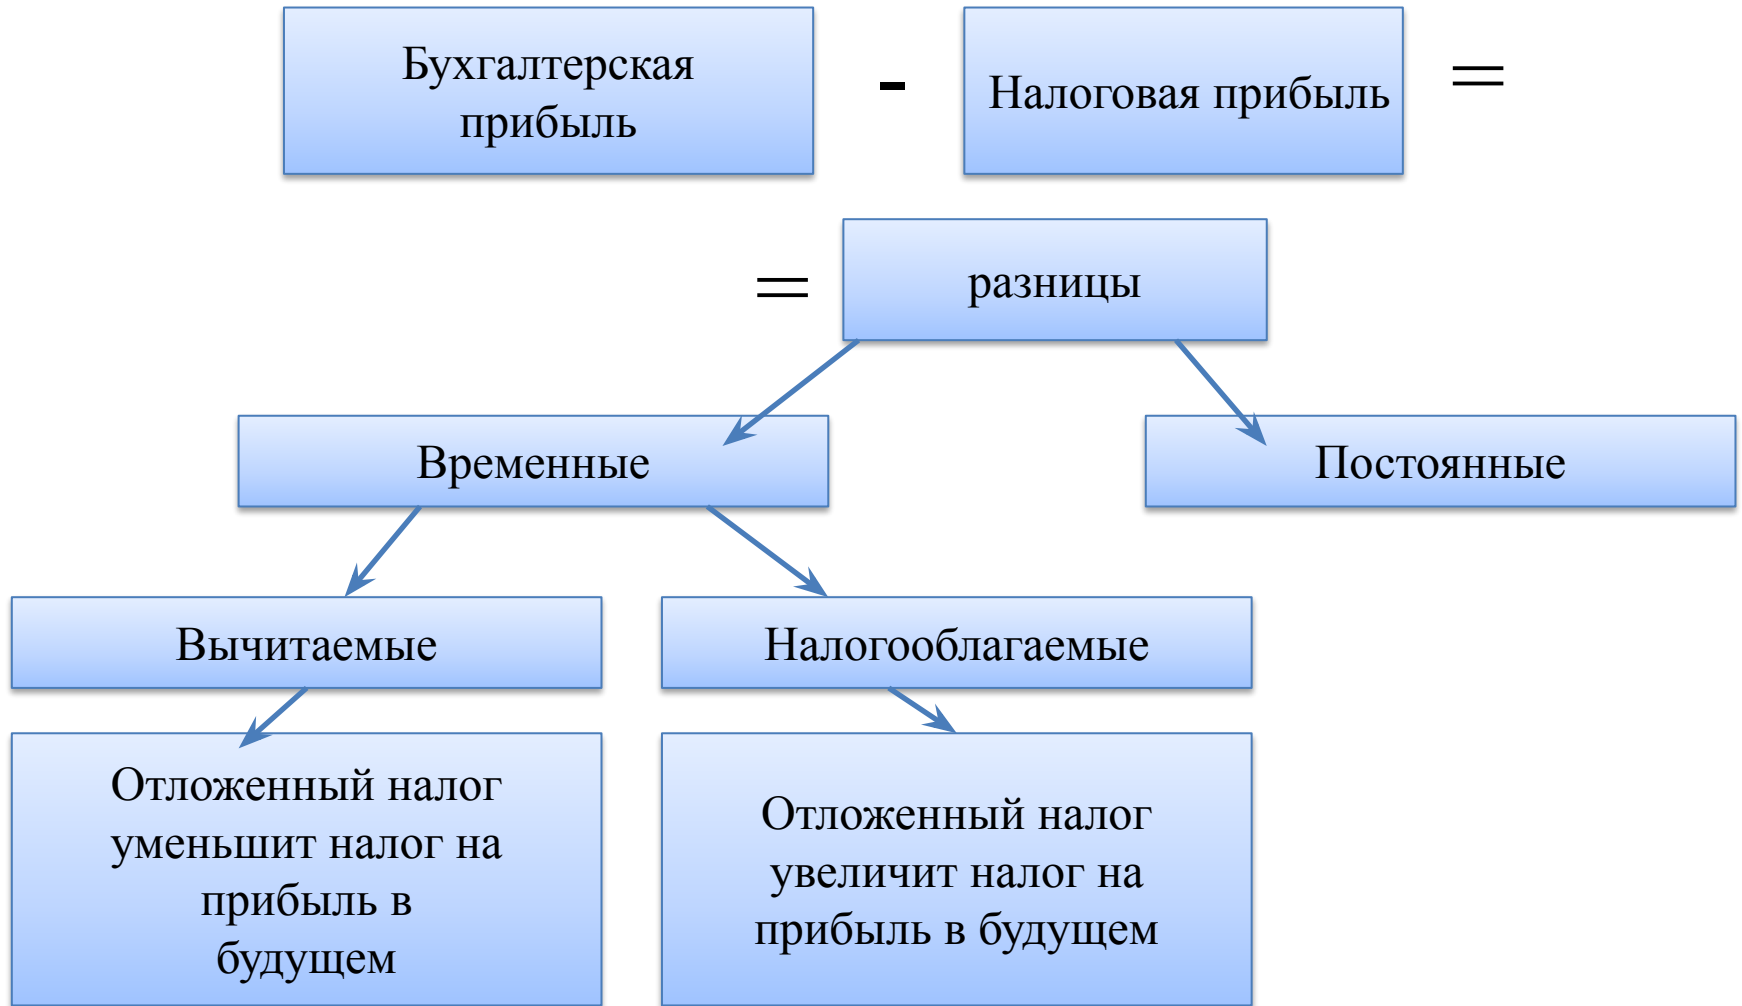 Бухгалтерская
прибыль
-
Налоговая прибыль
=
=
разницы
Временные
Постоянные
Вычитаемые
Налогооблагаемые
Отложенный налог
уменьшит налог на
прибыль в
будущем
Отложенный налог
увеличит налог на
прибыль в будущем